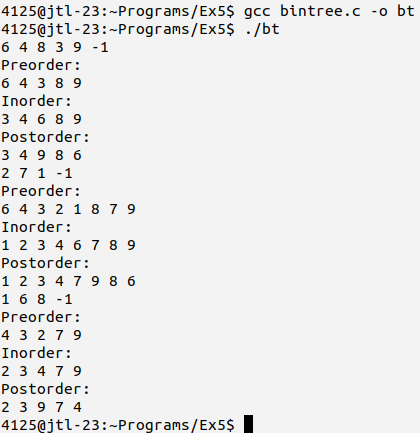 4125@jtl-23:~Programs/Ex5$ gcc bintree.c -o bt
4125@jtl-23:~Programs/Ex5$ ./bt
6 4 8 3 9 -1
Preorder:
6 4 3 8 9
Inorder:
3 4 6 8 9
Postorder:
3 4 9 8 6
2 7 1 -1
Preorder:
6 4 3 2 1 8 7 9
Inorder:
1 2 3 4 6 7 8 9
Postorder:
1 2 3 4 7 9 8 6
1 6 8 -1
Preorder:
4 3 2 7 9
Inorder:
2 3 4 7 9
Postorder:
2 3 9 7 4
4125@jtl-23:~Programs/Ex5$